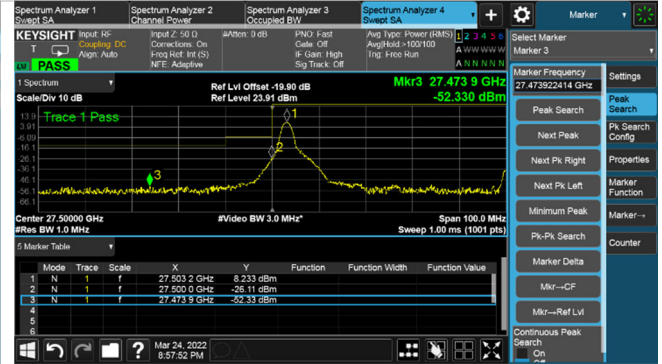 Spectrum Analyzer 1
Swept SA
Spectrum Analyzer 2
Channel Power
Spectrum Analyzer 3
Occupied BW
Spectrum Analyzer 4
Swept SA
Marker
KEYSIGHT
T
LXI PASS
Input: RF
Coupling: DC
Align: Auto
Input Z: 50 Ω
Corrections: On
Freq Ref: Int (S)
NFE: Adaptive
#Atten: 0 dB
PNO: Fast
Gate: Off
IF Gain: High
Sig Track: Off
Avg Type: Power (RMS)
Avg|Hold:>100/100
Trig: Free Run
1 2 3 4 5 6
A W W W W W
A N N N N N
Select Marker
Marker 3
1 Spectrum
Scale/Div 10 dB
Ref Lvl Offset -19.90 dB
Ref Level 23.91 dBm
Mkr3 27.473 9 GHz
-52.330 dBm
Trace 1 Pass
13.9
3.91
-6.09
-16.1
-26.1
-36.1
-46.1
-56.1
-66.1
1
2
3
Center 27.50000 GHz
#Res BW 1.0 MHz
#Video BW 3.0 MHz*
Span 100.0 MHz
Sweep 1.00 ms (1001 pts)
5 Marker Table
Mode Trace Scale X Y Function Function Width Function Value
1 N 1 f 27.503 2 GHz 8.233 dBm
2 N 1 f 27.500 0 GHz -26.11 dBm
3 N 1 f 27.473 9 GHz -52.33 dBm
4
5
6
Marker Frequency
27.473922414 GHz
Peak Search
Next Peak
Next Pk Right
Next Pk Left
Minimum Peak
Pk-Pk Search
Marker Delta
Mkr→CF
Mkr→Ref Lvl
Continuous Peak
Search
On
Off
Settings
Peak
Search
Pk Search
Config
Properties
Marker
Function
Marker→
Counter
?
Mar 24, 2022
8:57:52 PM